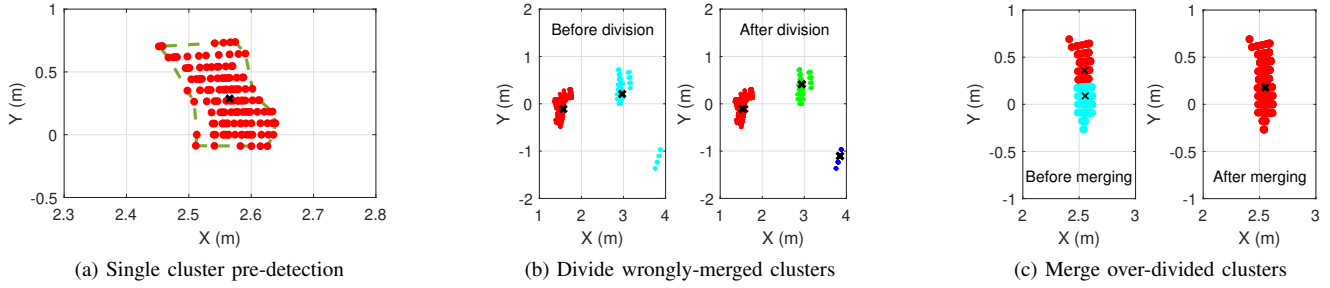 1
0.5
0
-0.5
Y (m)
2.3
2.4
2.5
2.6
2.7
2.8
X (m)
(a) Single cluster pre-detection
Before division
2
1
0
-1
-2
Y (m)
1
2
3
4
X (m)
After division
2
1
0
-1
-2
Y (m)
1
2
3
4
X (m)
(b) Divide wrongly-merged clusters
1
0.5
0
-0.5
-1
Y (m)
Before merging
2
2.5
3
X (m)
1
0.5
0
-0.5
-1
Y (m)
After merging
2
2.5
3
X (m)
(c) Merge over-divided clusters